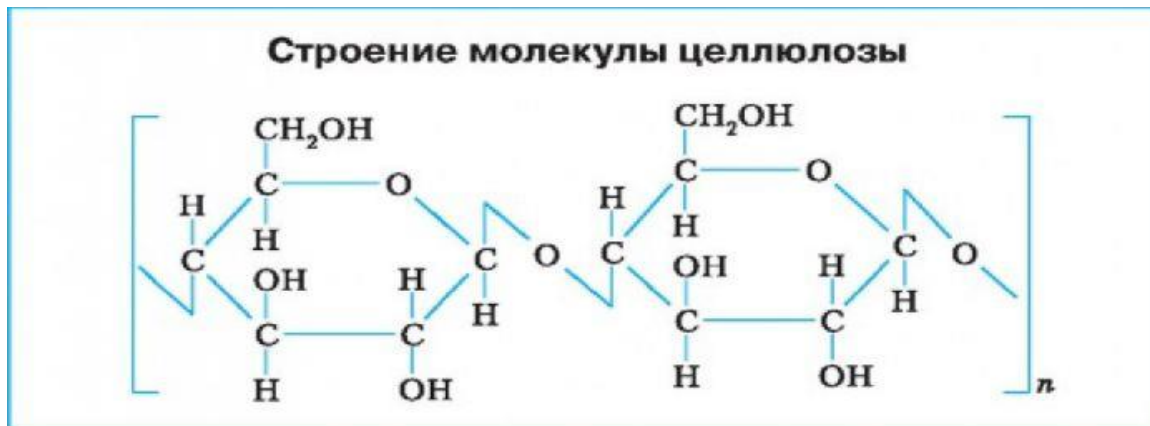 Строение молекулы целлюлозы
CH₂OH CH₂OH
C O C O
H H H H
C OH H C O C OH H C O
H H
C C C C
H OH H OH n